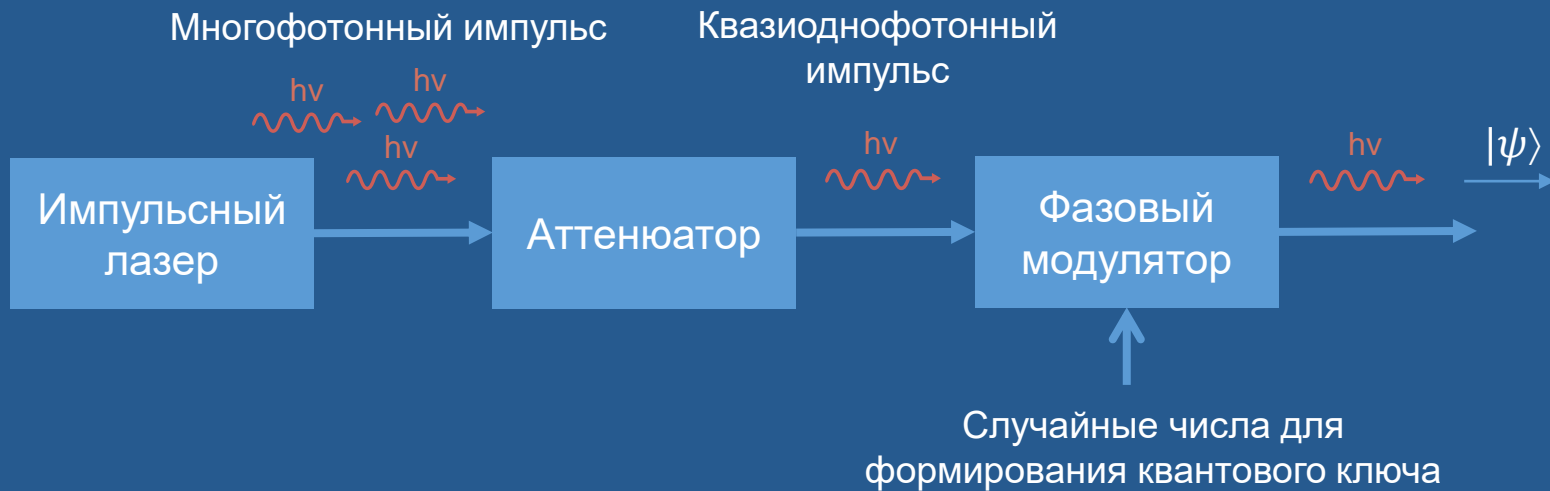 Многофотонный импульс
Квазиоднофотонный
импульс
hv
hv
hv
hv
hv
|ψ⟩
Импульсный
лазер
Аттенюатор
Фазовый
модулятор
Случайные числа для
формирования квантового ключа